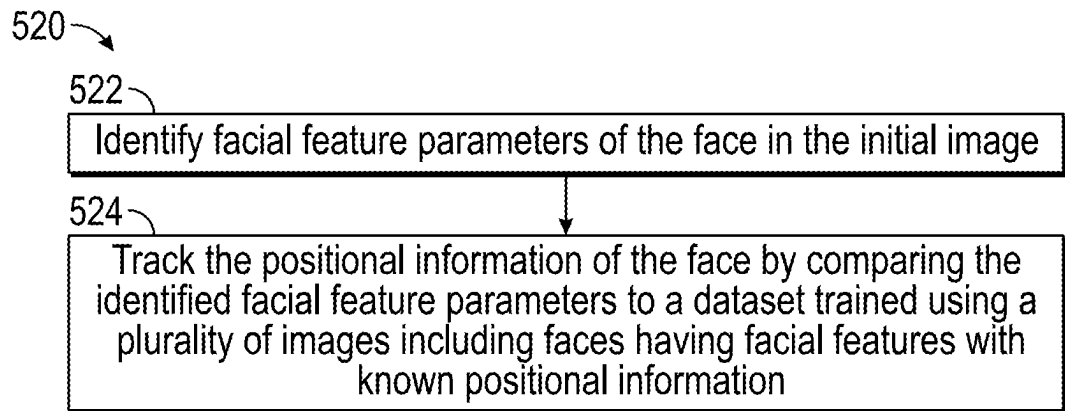 520
522
Identify facial feature parameters of the face in the initial image
524
Track the positional information of the face by comparing the
identified facial feature parameters to a dataset trained using a
plurality of images including faces having facial features with
known positional information